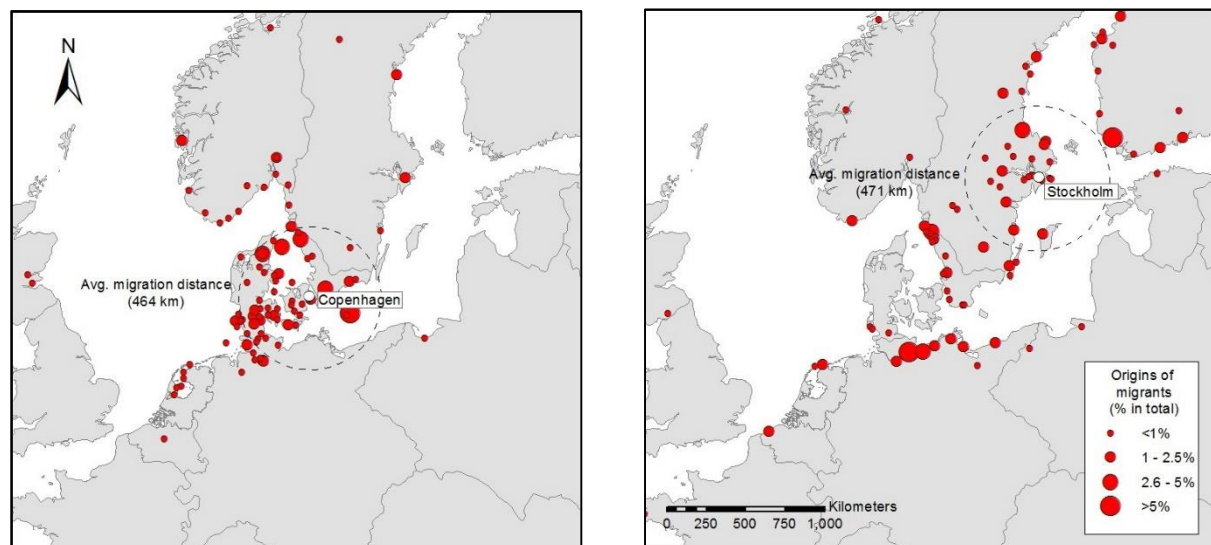 N
Avg. migration distance
(464 km)
Copenhagen
Avg. migration distance
(471 km)
Stockholm
Origins of
migrants
(% in total)
<1%
1 - 2.5%
2.6 - 5%
>5%
Kilometers
0 250 500 750 1,000